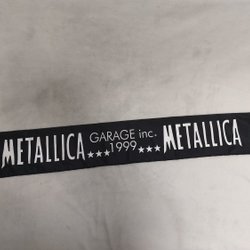 METALLICA GARAGE inc. METALLICA
★★★ 1999 ★★★